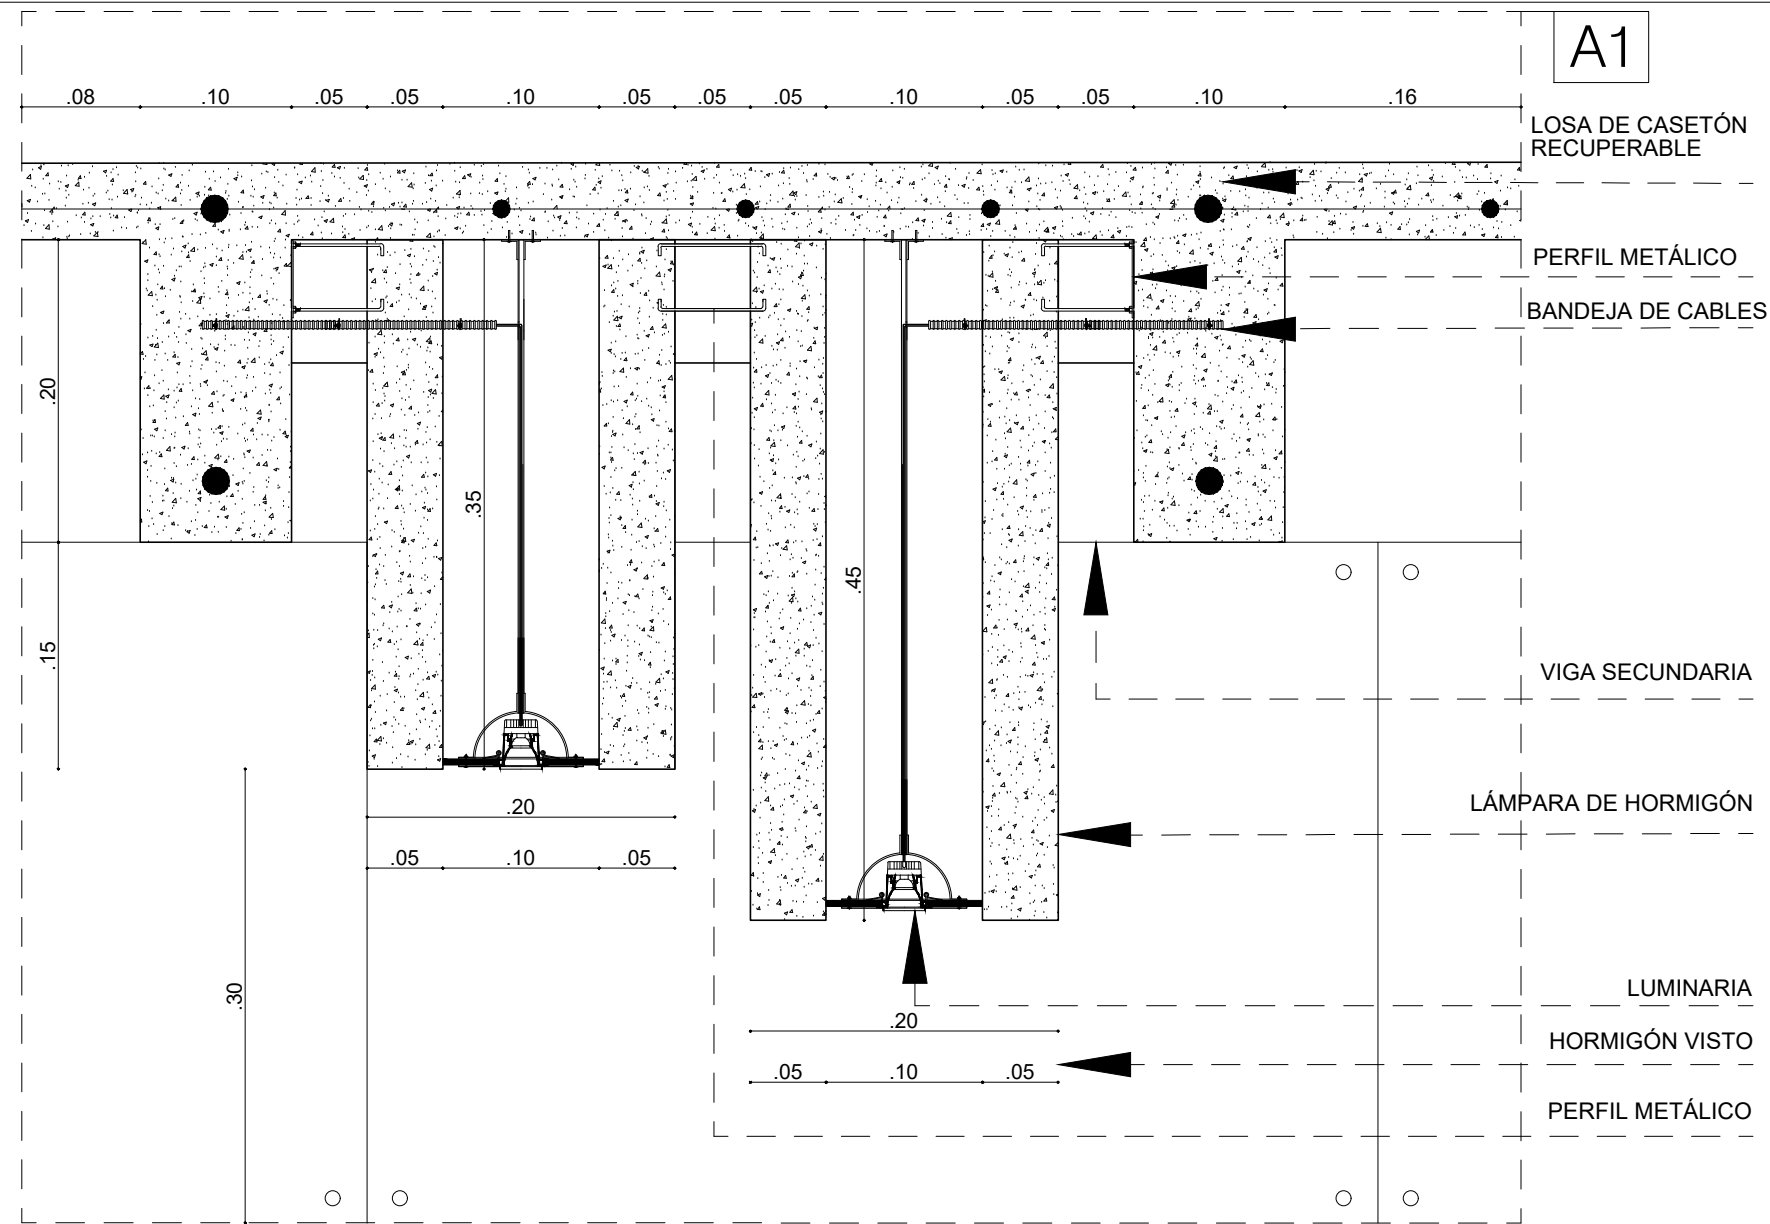 A1
.08 .10 .05 .05 .10 .05 .05 .05 .10 .05 .05 .10 .16
LOSA DE CASETÓN
RECUPERABLE
PERFIL METÁLICO
BANDEJA DE CABLES
.20
.35
.45
.15
VIGA SECUNDARIA
LÁMPARA DE HORMIGÓN
.20
.05 .10 .05
.30
LUMINARIA
.20
HORMIGÓN VISTO
.05 .10 .05
PERFIL METÁLICO